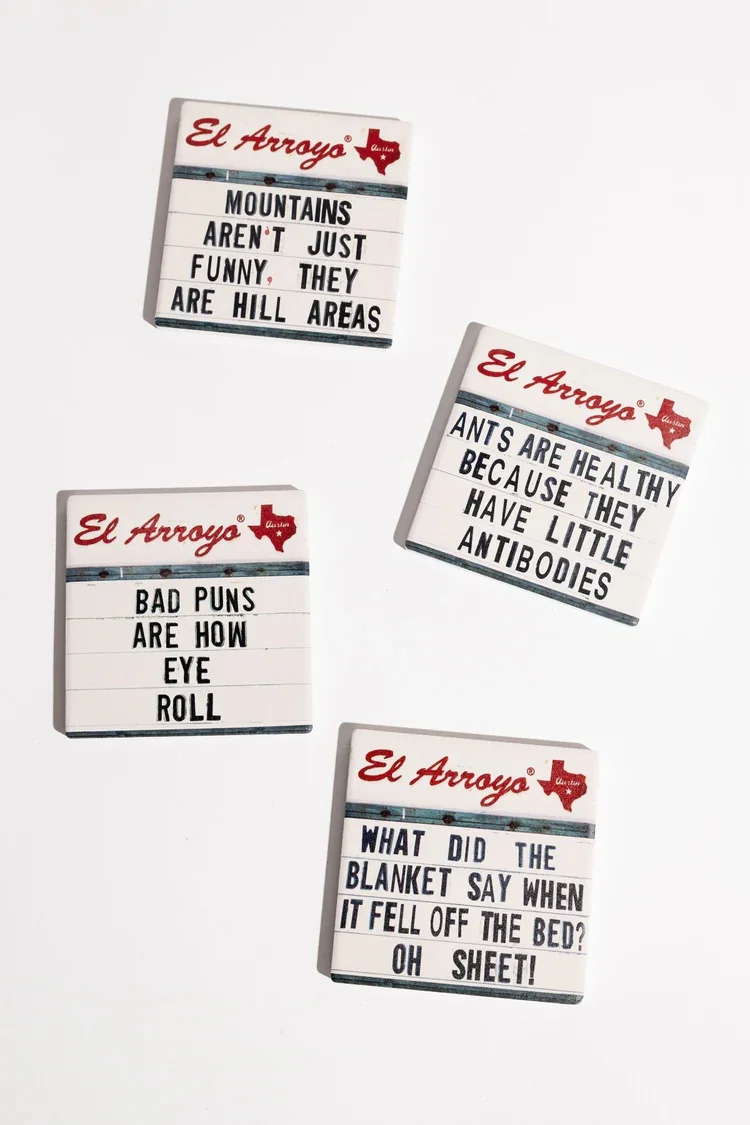 El Arroyo®
Austin
MOUNTAINS
AREN'T JUST
FUNNY, THEY
ARE HILL AREAS
El Arroyo®
Austin
ANTS ARE HEALTHY
BECAUSE THEY
HAVE LITTLE
ANTIBODIES
El Arroyo®
Austin
BAD PUNS
ARE HOW
EYE
ROLL
El Arroyo®
Austin
WHAT DID THE
BLANKET SAY WHEN
IT FELL OFF THE BED?
OH SHEET!